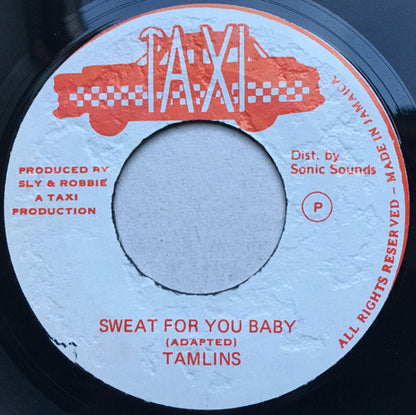 TAXI
PRODUCED BY
SLY & ROBBIE
A TAXI
PRODUCTION
Dist. by
Sonic Sounds
P
ALL RIGHTS RESERVED - MADE IN JAMAICA
SWEAT FOR YOU BABY
(ADAPTED)
TAMLINS